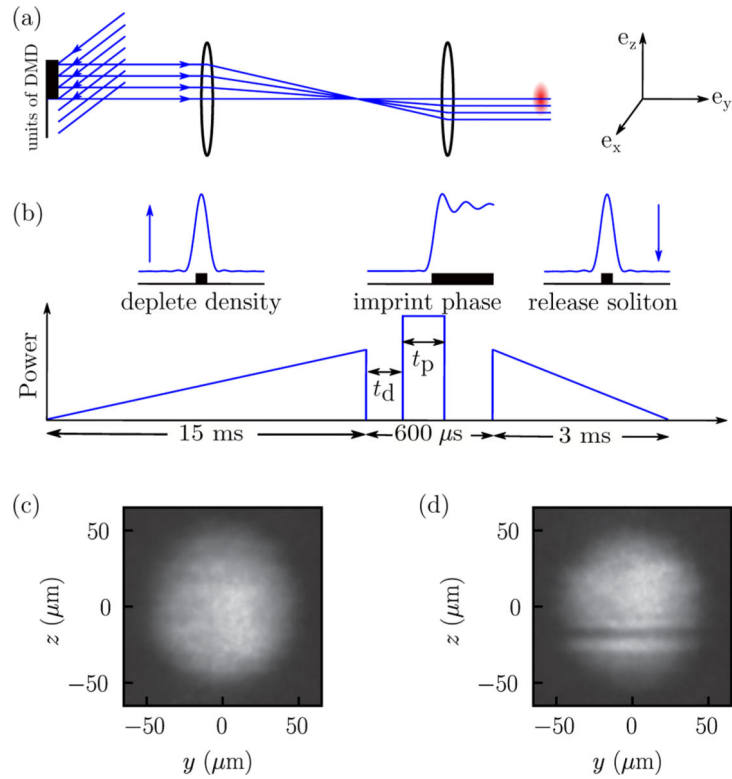 (a)
units of DMD
e_z
e_y
e_x
(b)
deplete density
imprint phase
release soliton
Power
t_d
t_p
15 ms
600 μs
3 ms
(c)
(d)
50
0
−50
z (μm)
−50
0
50
y (μm)
50
0
−50
z (μm)
−50
0
50
y (μm)